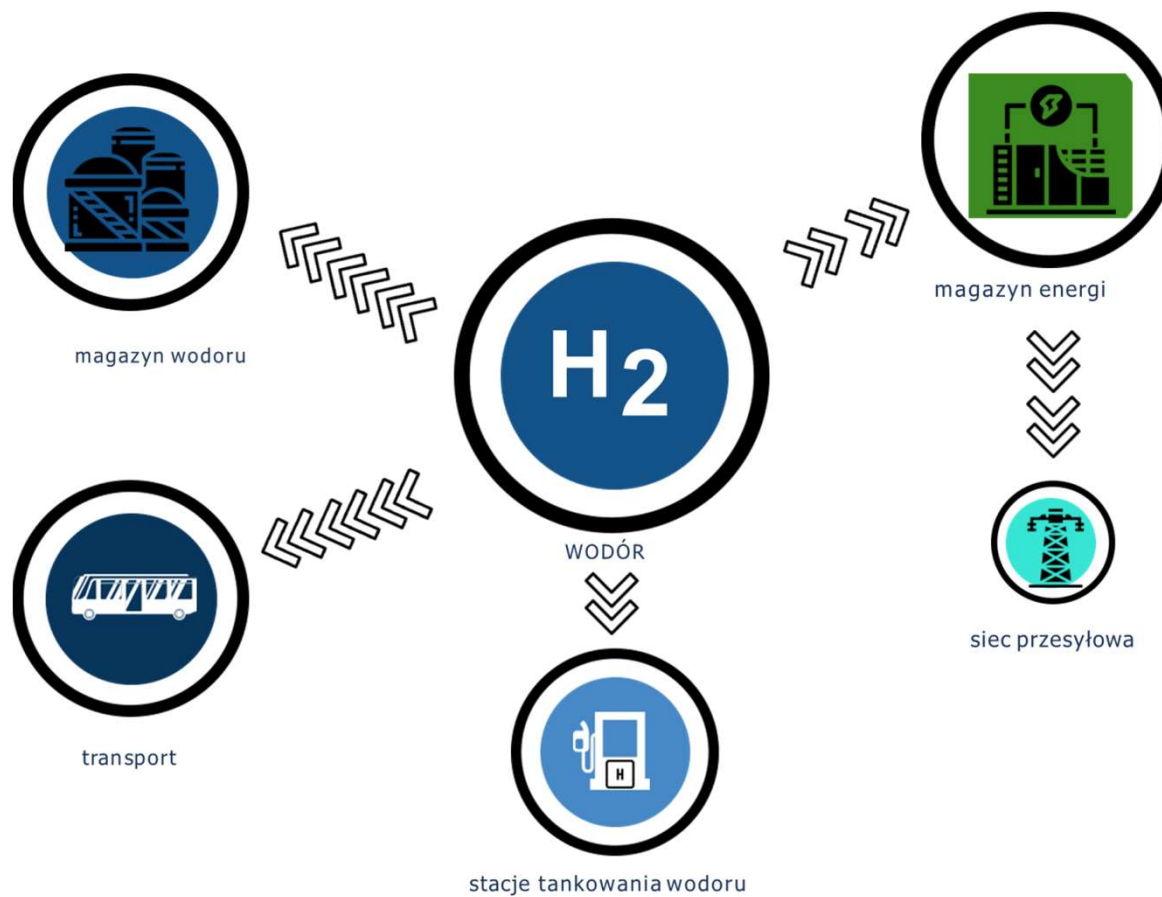 magazyn energi
magazyn wodoru
H2
WODÓR
siec przesyłowa
transport
H
stacje tankowania wodoru